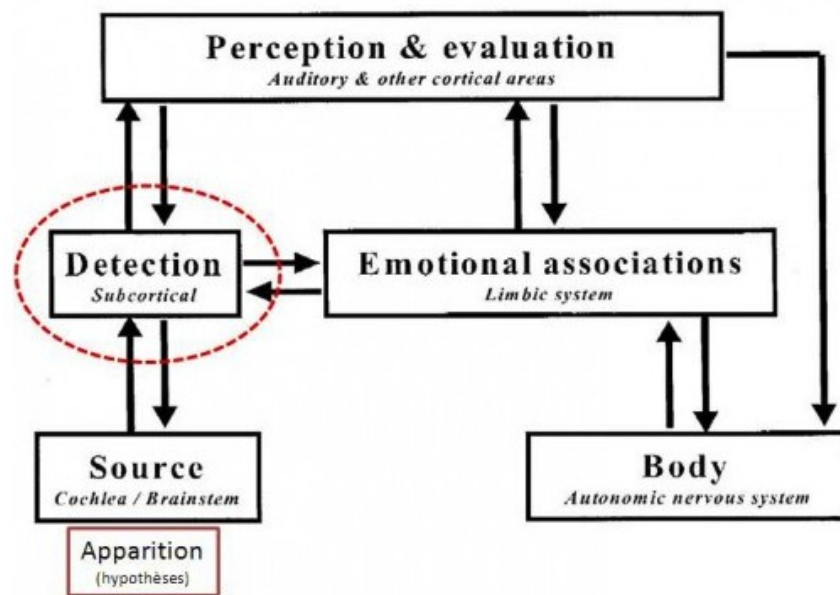 Perception & evaluation
Auditory & other cortical areas
Detection
Subcortical
Emotional associations
Limbic system
Source
Cochlea / Brainstem
Body
Autonomic nervous system
Apparition
(hypothèses)